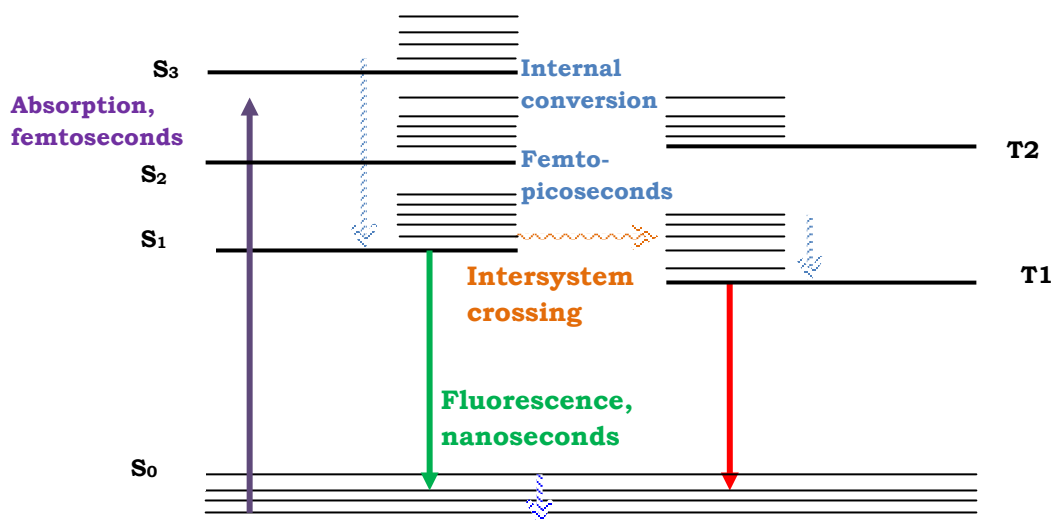 S₃
Internal
conversion
Absorption,
femtoseconds
T2
S₂
Femto-
picoseconds
S₁
Intersystem
crossing
T1
Fluorescence,
nanoseconds
S₀